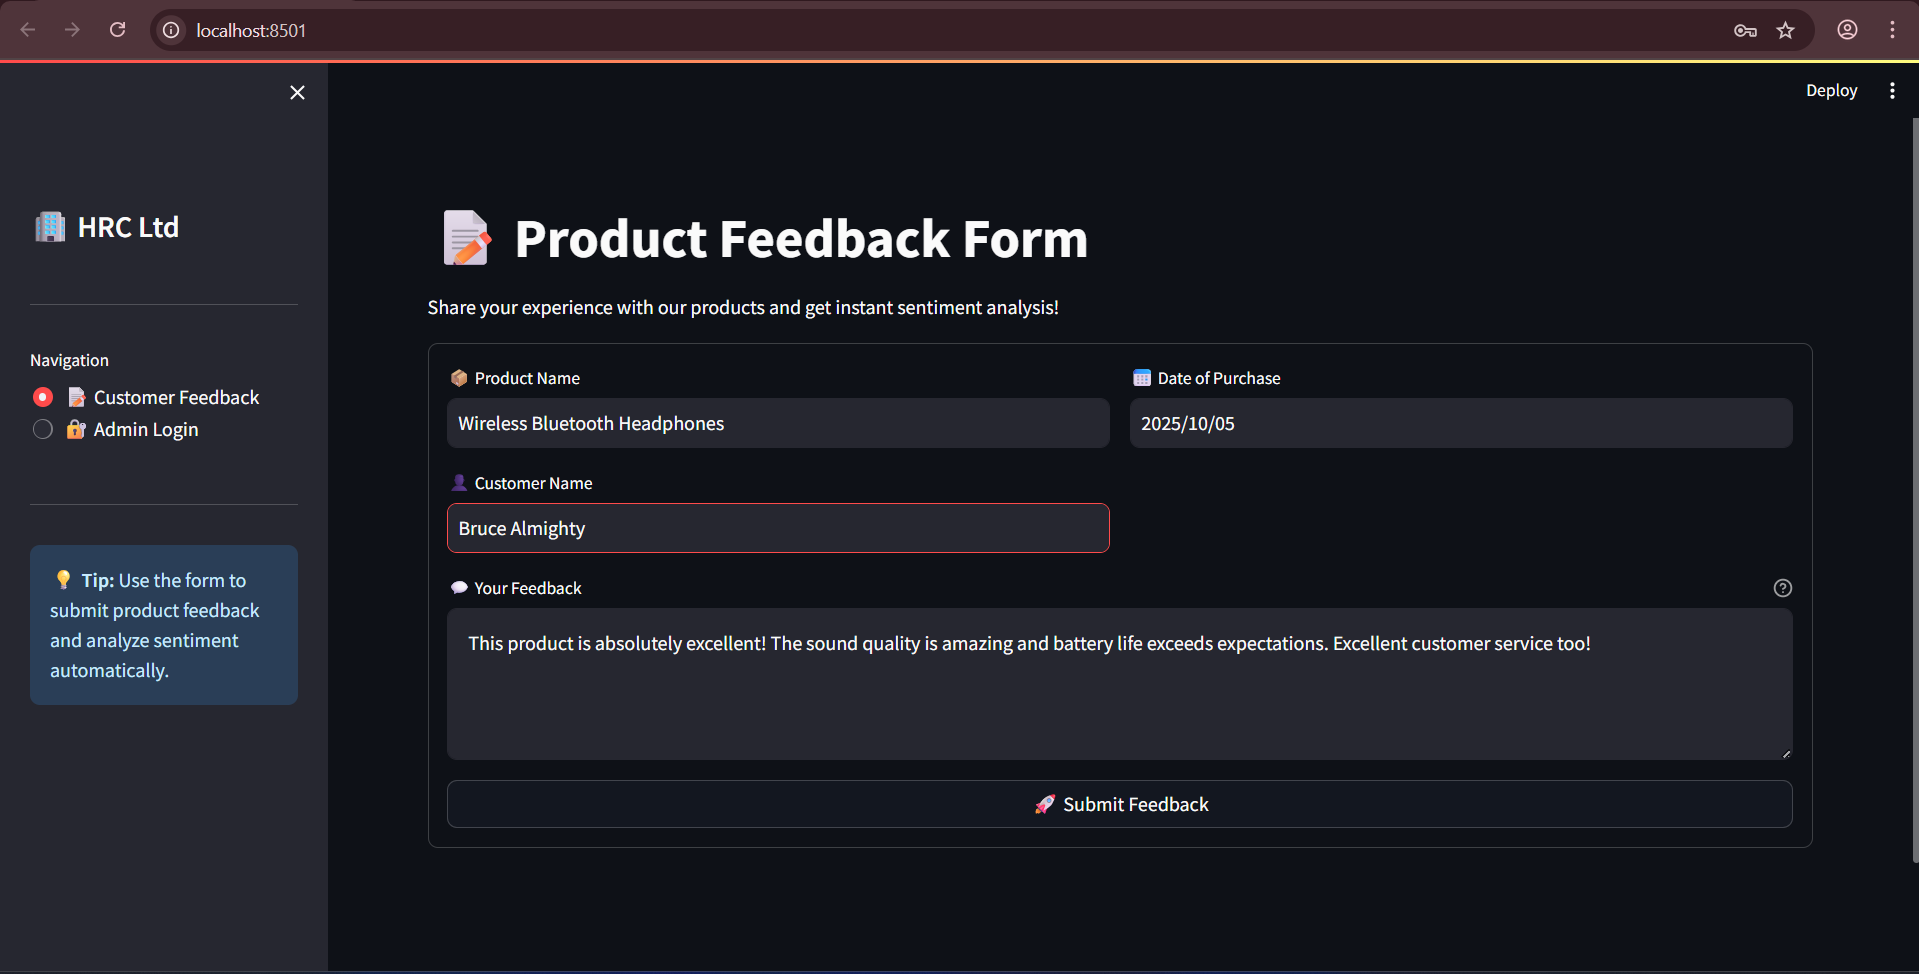 localhost:8501
Deploy
HRC Ltd
Navigation
Customer Feedback
Admin Login
Tip: Use the form to
submit product feedback
and analyze sentiment
automatically.
Product Feedback Form
Share your experience with our products and get instant sentiment analysis!
Product Name
Date of Purchase
Wireless Bluetooth Headphones
2025/10/05
Customer Name
Bruce Almighty
Your Feedback
This product is absolutely excellent! The sound quality is amazing and battery life exceeds expectations. Excellent customer service too!
Submit Feedback